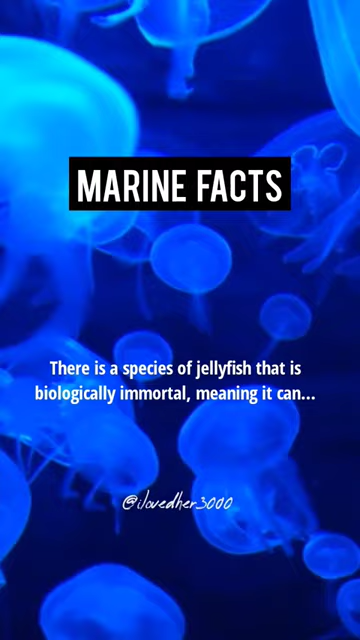 MARINE FACTS
There is a species of jellyfish that is
biologically immortal, meaning it can...
@ilovedher3000